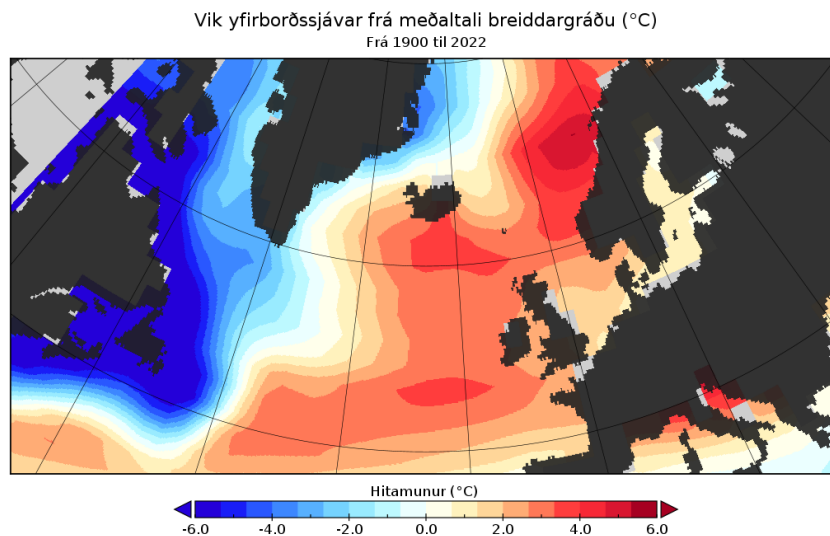 Vik yfirborðssjávar frá meðaltali breiddargráðu (°C)
Frá 1900 til 2022
Hitamunur (°C)
-6.0 -4.0 -2.0 0.0 2.0 4.0 6.0